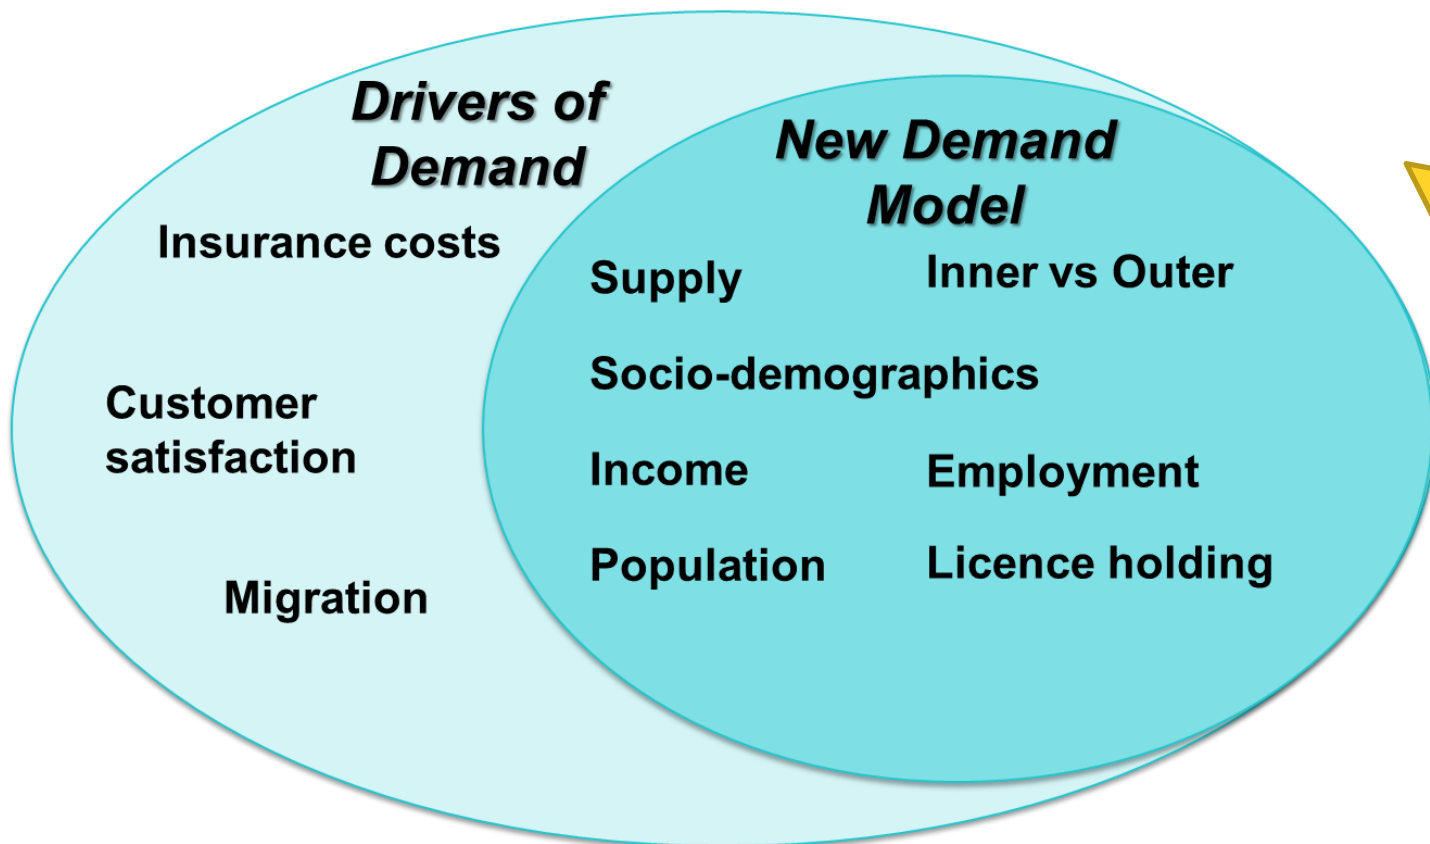 Drivers of
Demand
New Demand
Model
Insurance costs
Customer
satisfaction
Migration
Supply
Inner vs Outer
Socio-demographics
Income
Employment
Population
Licence holding